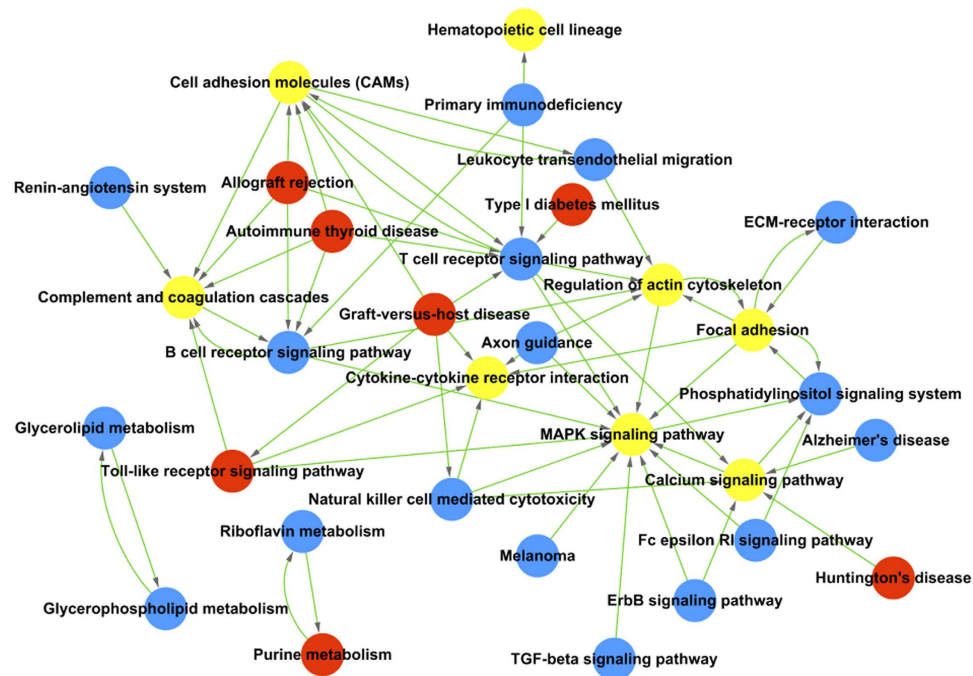 Hematopoietic cell lineage
Cell adhesion molecules (CAMs)
Primary immunodeficiency
Leukocyte transendothelial migration
Renin-angiotensin system
Allograft rejection
Type I diabetes mellitus
ECM-receptor interaction
Autoimmune thyroid disease
T cell receptor signaling pathway
Regulation of actin cytoskeleton
Complement and coagulation cascades
Graft-versus-host disease
Focal adhesion
Axon guidance
B cell receptor signaling pathway
Cytokine-cytokine receptor interaction
Phosphatidylinositol signaling system
Glycerolipid metabolism
MAPK signaling pathway
Alzheimer's disease
Toll-like receptor signaling pathway
Calcium signaling pathway
Natural killer cell mediated cytotoxicity
Riboflavin metabolism
Fc epsilon RI signaling pathway
Melanoma
Huntington's disease
ErbB signaling pathway
Glycerophospholipid metabolism
Purine metabolism
TGF-beta signaling pathway